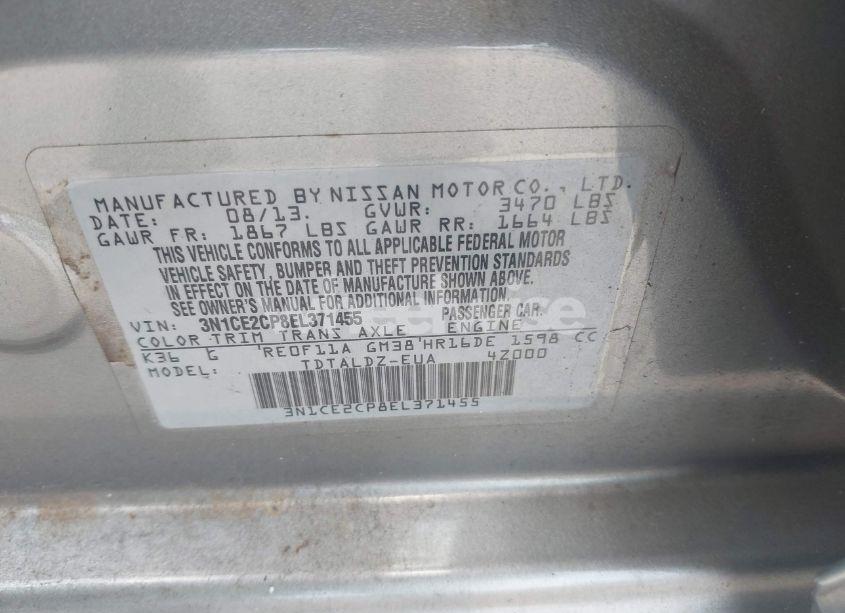 MANUFACTURED BY NISSAN MOTOR CO., LTD.
DATE: 08/13. GVWR: 3470 LBS
GAWR FR: 1867 LBS GAWR RR: 1664 LBS
THIS VEHICLE CONFORMS TO ALL APPLICABLE FEDERAL MOTOR
VEHICLE SAFETY, BUMPER AND THEFT PREVENTION STANDARDS
IN EFFECT ON THE DATE OF MANUFACTURE SHOWN ABOVE.
SEE OWNER'S MANUAL FOR ADDITIONAL INFORMATION.
VIN: 3N1CE2CP8EL371455 PASSENGER CAR.
COLOR TRIM TRANS AXLE ENGINE
K36 G RE0F11A GM38 HR16DE 1598 CC
MODEL: TDTALDZ-EUA 4Z000
3N1CE2CP8EL371455